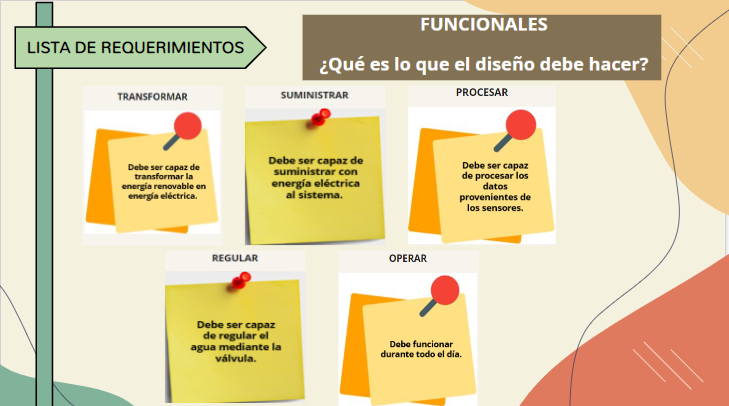 LISTA DE REQUERIMIENTOS
FUNCIONALES
¿Qué es lo que el diseño debe hacer?
TRANSFORMAR
Debe ser capaz de
transformar la
energía renovable en
energía eléctrica.
SUMINISTRAR
Debe ser capaz de
suministrar con
energía eléctrica
al sistema.
PROCESAR
Debe ser capaz
de procesar los
datos
provenientes de
los sensores.
REGULAR
Debe ser capaz
de regular el
agua mediante la
válvula.
OPERAR
Debe funcionar
durante todo el día.